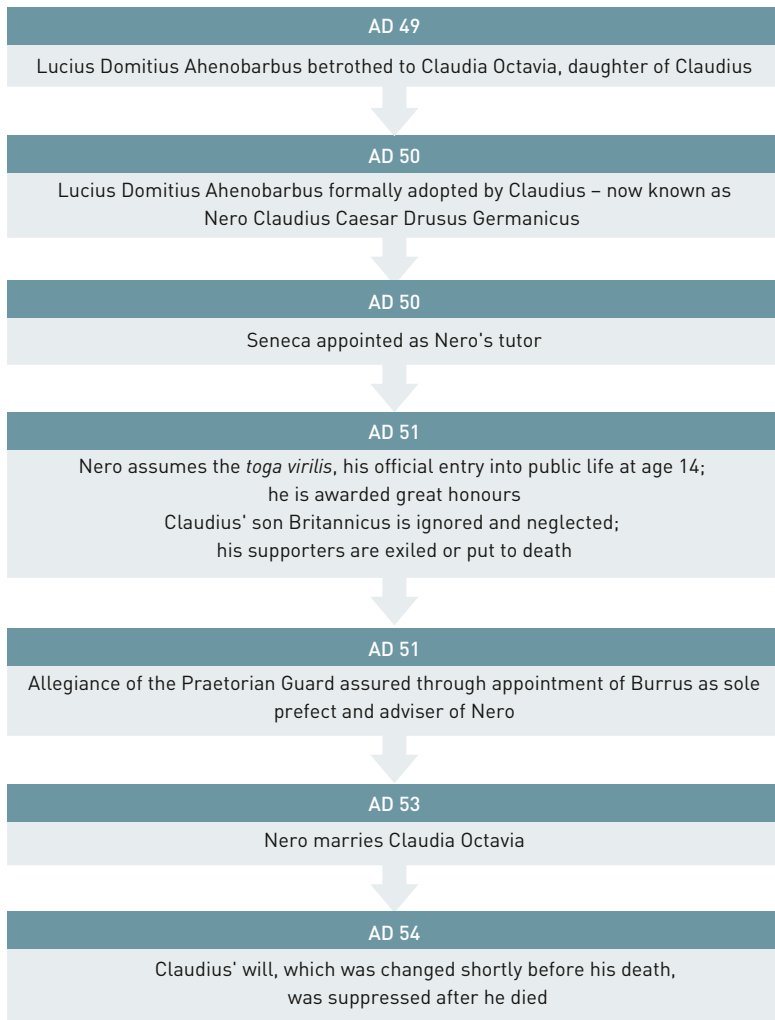 AD 49
Lucius Domitius Ahenobarbus betrothed to Claudia Octavia, daughter of Claudius
AD 50
Lucius Domitius Ahenobarbus formally adopted by Claudius – now known as
Nero Claudius Caesar Drusus Germanicus
AD 50
Seneca appointed as Nero's tutor
AD 51
Nero assumes the toga virilis, his official entry into public life at age 14;
he is awarded great honours
Claudius' son Britannicus is ignored and neglected;
his supporters are exiled or put to death
AD 51
Allegiance of the Praetorian Guard assured through appointment of Burrus as sole
prefect and adviser of Nero
AD 53
Nero marries Claudia Octavia
AD 54
Claudius' will, which was changed shortly before his death,
was suppressed after he died